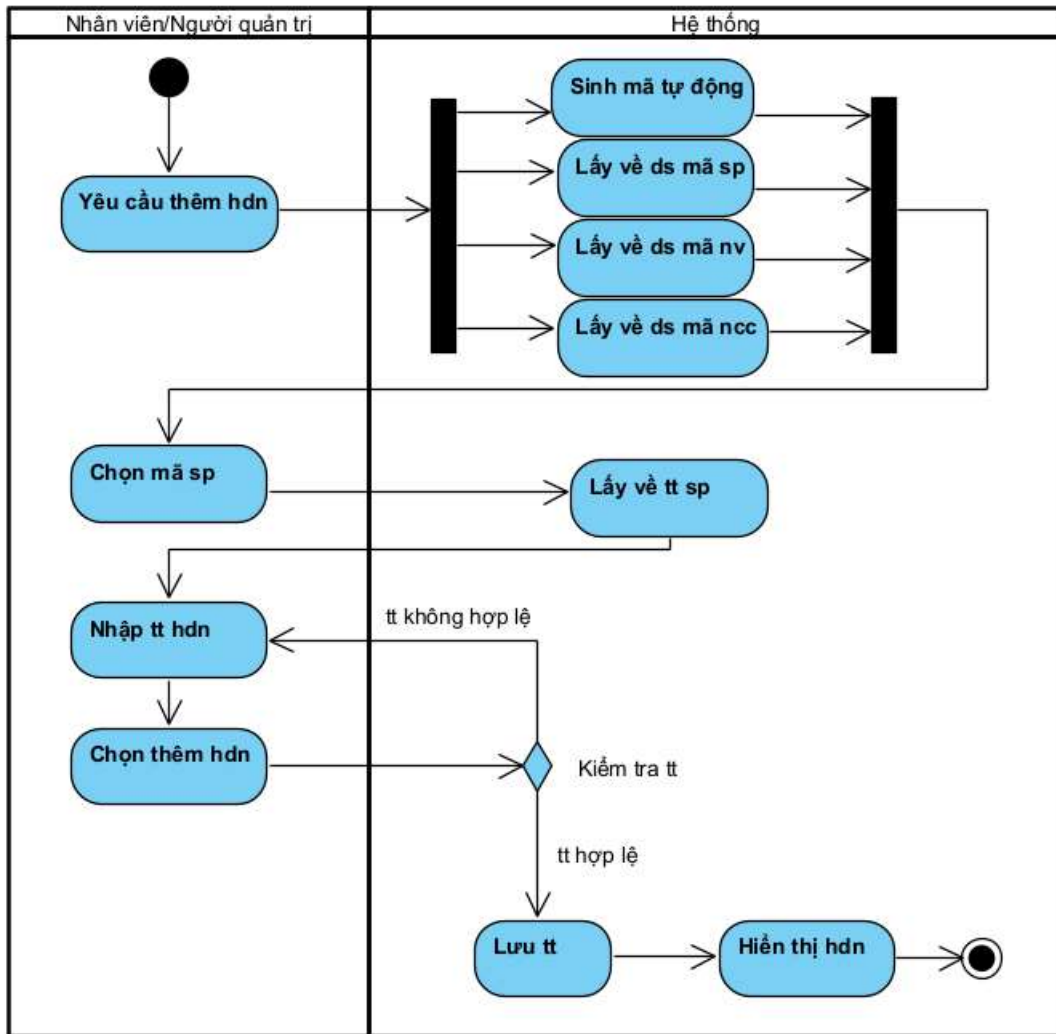 Nhân viên/Người quản trị
Hệ thống
Sinh mã tự động
Lấy về ds mã sp
Yêu cầu thêm hdn
Lấy về ds mã nv
Lấy về ds mã ncc
Chọn mã sp
Lấy về tt sp
Nhập tt hdn
tt không hợp lệ
Chọn thêm hdn
Kiểm tra tt
tt hợp lệ
Lưu tt
Hiển thị hdn